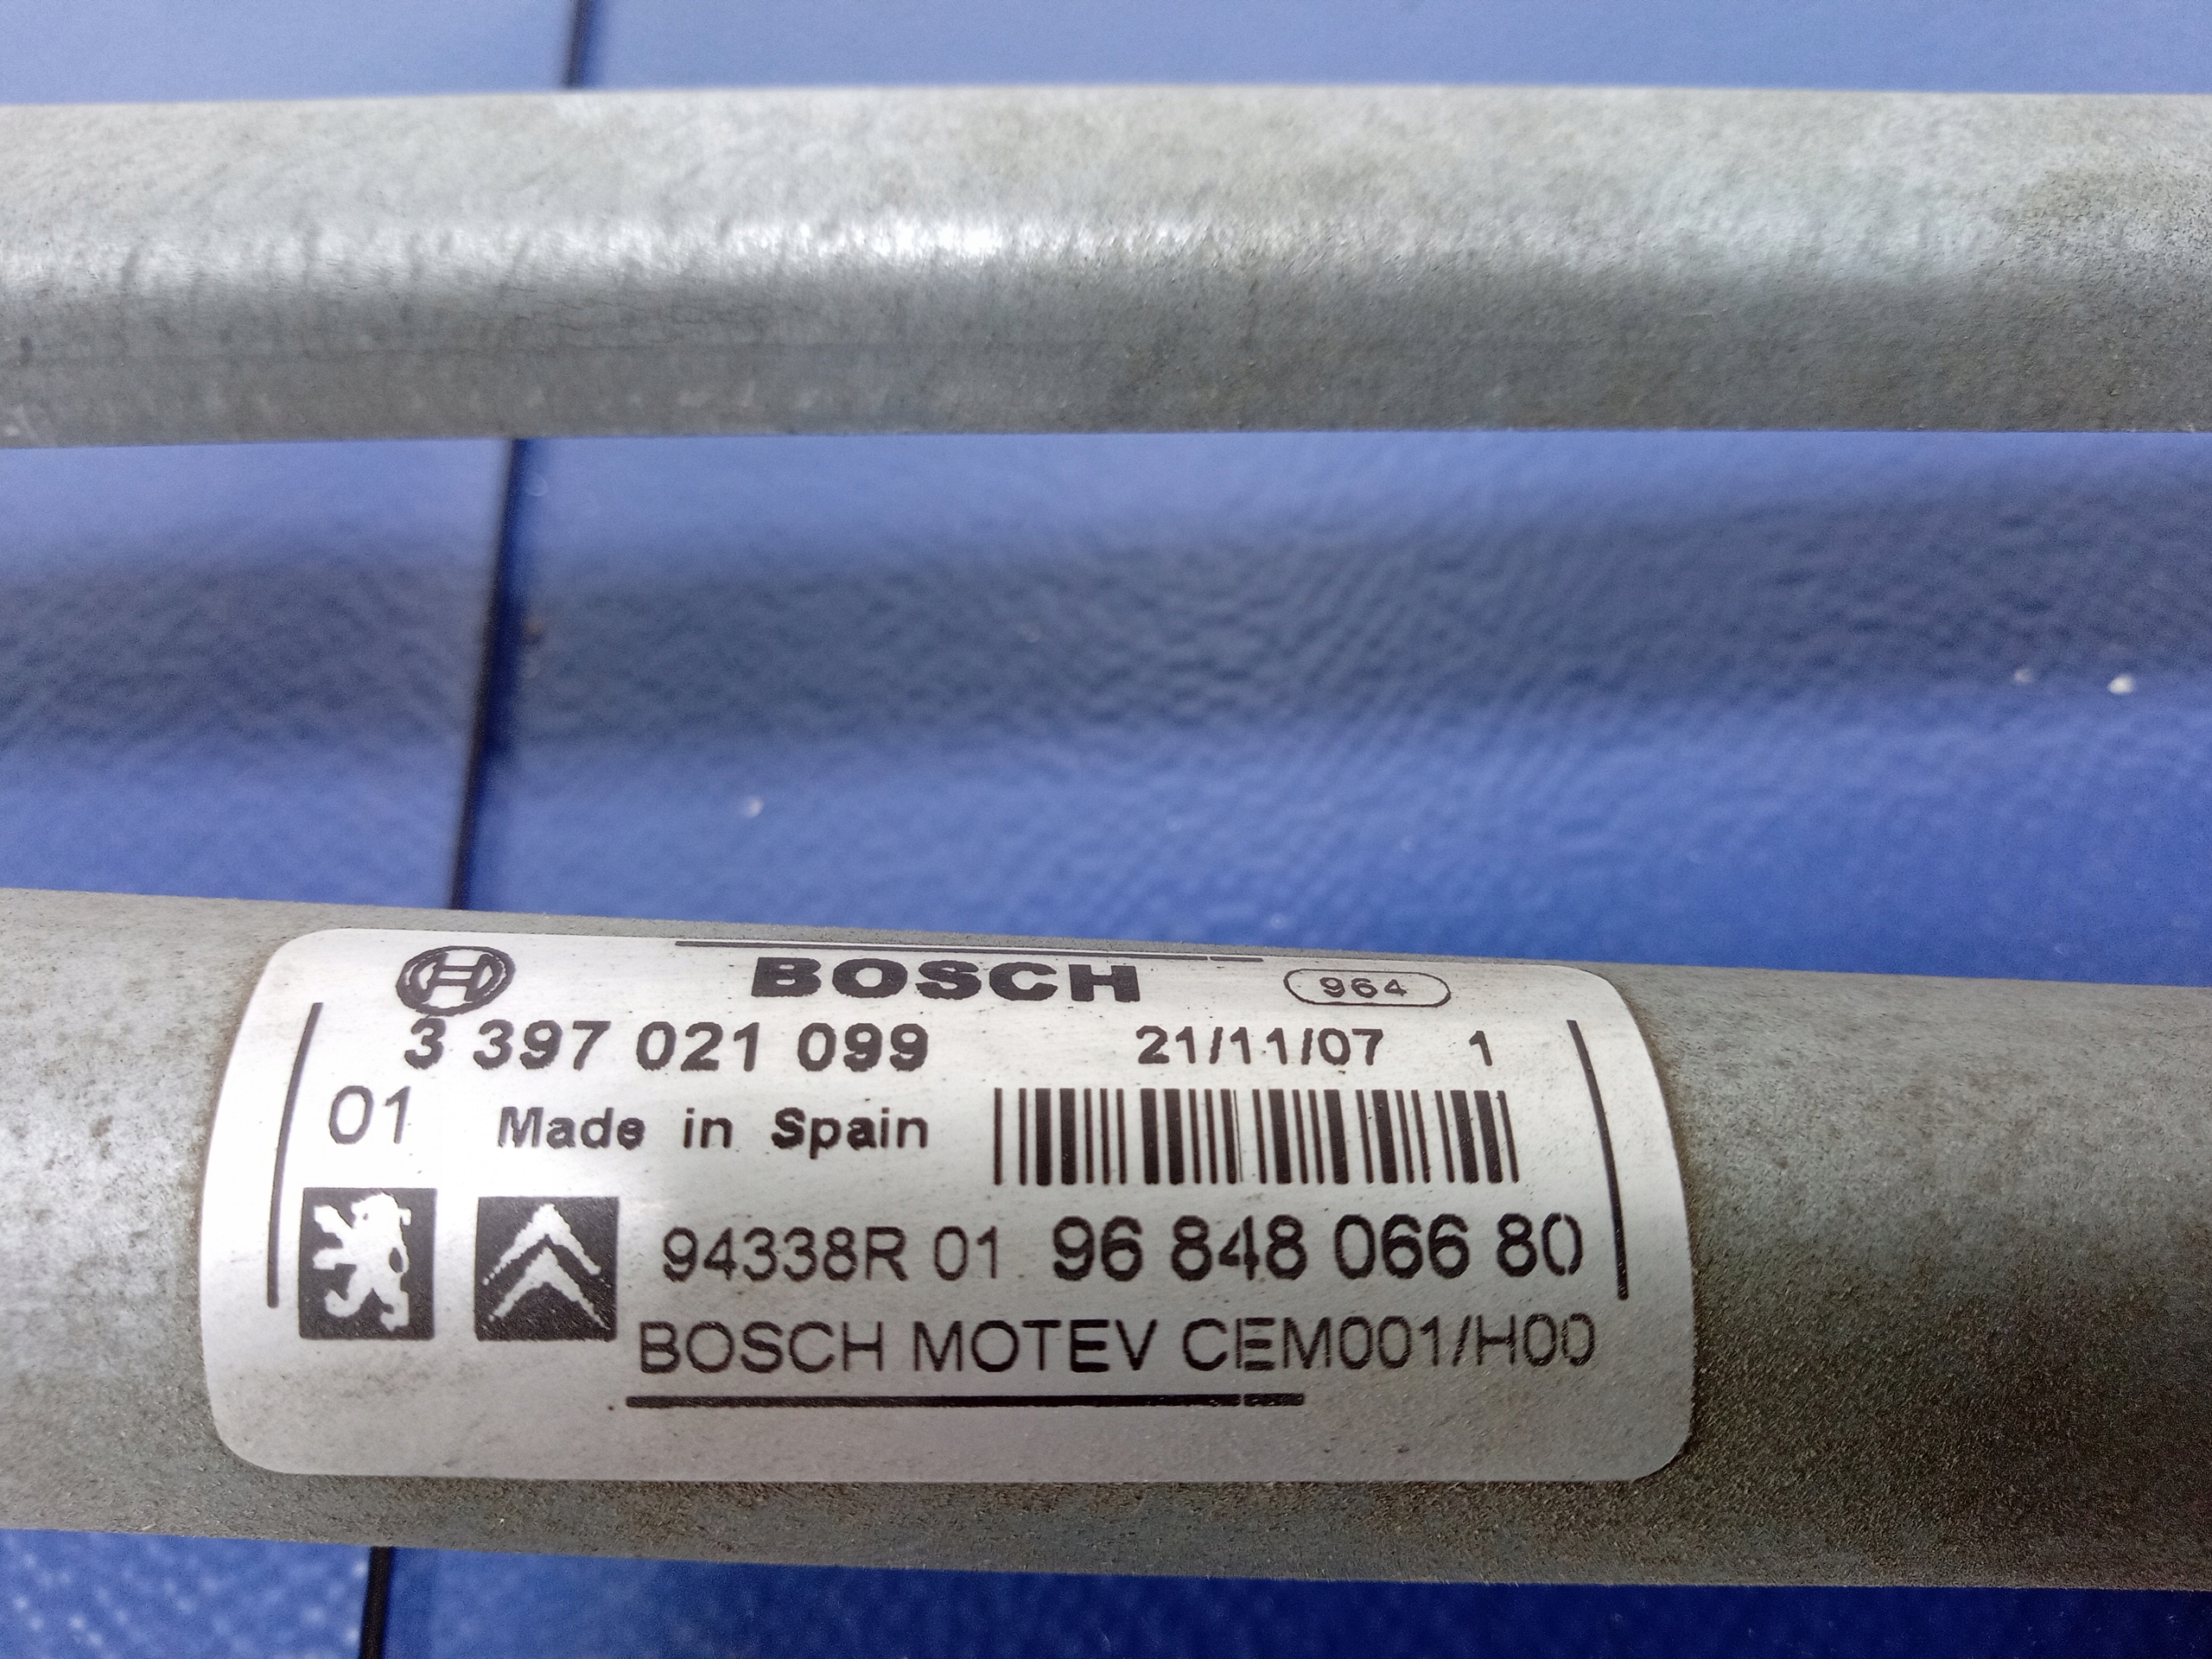 BOSCH 964
3 397 021 099 21/11/07 1
01 Made in Spain
94338R 01 96 848 066 80
BOSCH MOTEV CEM001/H00